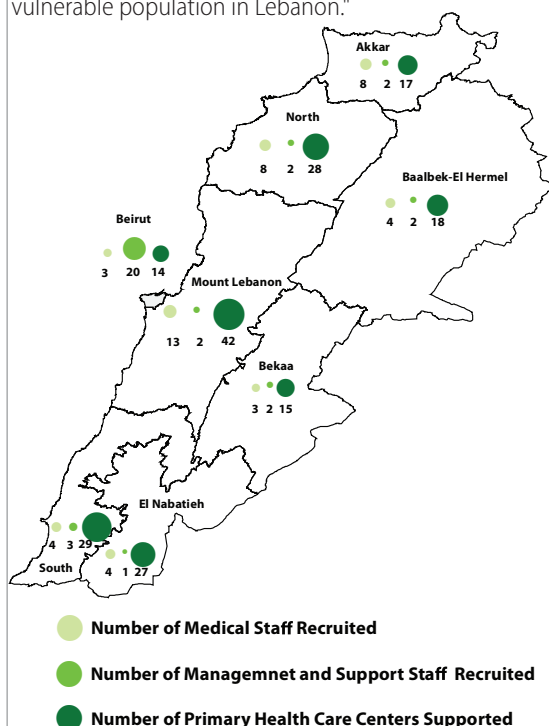 vulnerable population in Lebanon."
Akkar
8 2 17
North
8 2 28
Baalbek-El Hermel
4 2 18
Beirut
3 20 14
Mount Lebanon
13 2 42
Bekaa
3 2 15
El Nabatieh
4 1 27
4 3 29
South
Number of Medical Staff Recruited
Number of Managemnet and Support Staff Recruited
Number of Primary Health Care Centers Supported